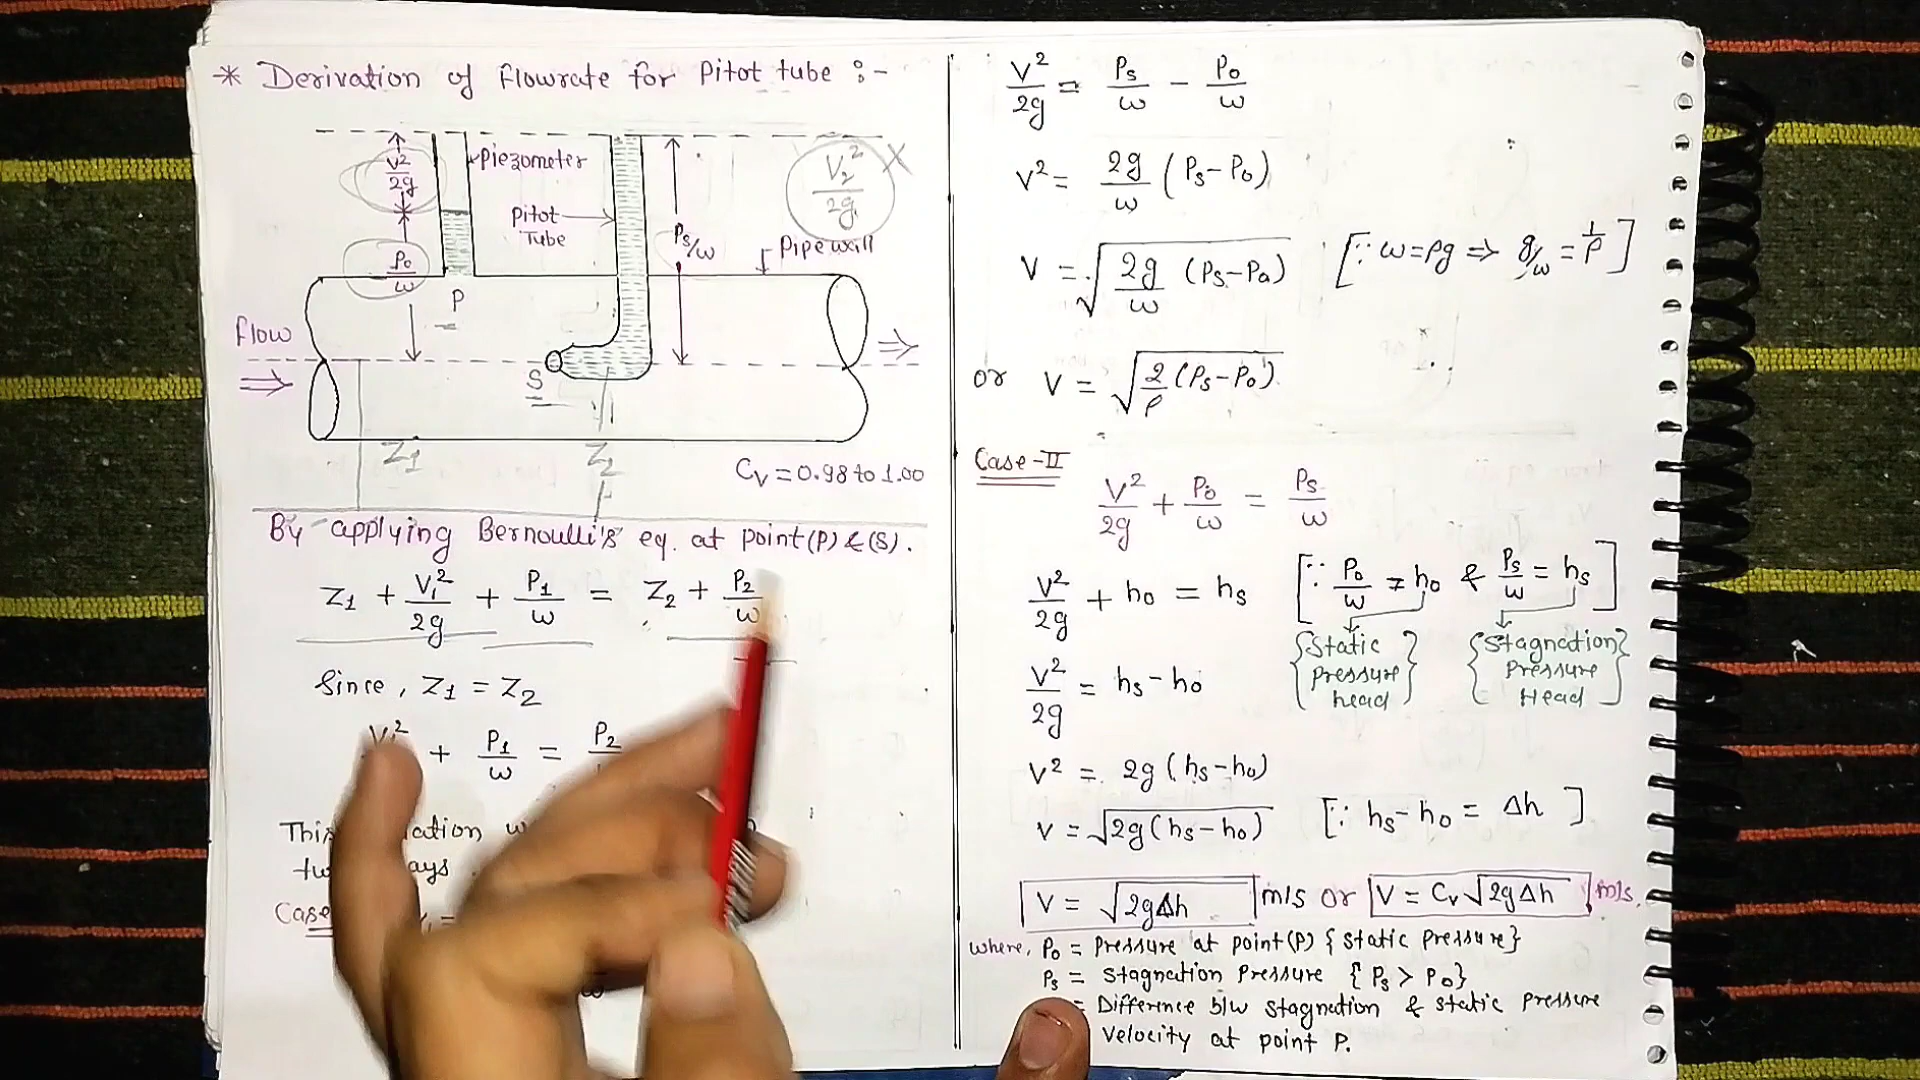 * Derivation of flowrate for Pitot tube :-
V²/2g
Piezometer
Pitot Tube
Ps/ω
V₂²/2g X
Pipe wall
Po/ω
P
flow
S
Z1
Z2
Cv = 0.98 to 1.00
By applying Bernoulli's eq. at point (P) & (S).
Z1 + V1²/2g + P1/ω = Z2 + P2/ω
Since, Z1 = Z2
+ P1/ω = P2
Case
V²/2g = Ps/ω - Po/ω
V² = 2g/ω (Ps-Po)
V = √(2g/ω (Ps-Po)) [∵ ω=ρg => g/ω = 1/ρ]
or V = √(2/ρ (Ps-Po))
Case-II
V²/2g + Po/ω = Ps/ω
V²/2g + ho = hs [∵ Po/ω = ho & Ps/ω = hs]
{Static pressure head} {Stagnation Pressure Head}
V²/2g = hs - ho
V² = 2g (hs-ho)
V = √2g(hs-ho) [∵ hs-ho = Δh]
V = √2gΔh m/s or V = Cv √2gΔh m/s.
where, Po = Pressure at point (P) {Static pressure}
Ps = Stagnation Pressure {Ps > Po}
= Difference b/w Stagnation & static Pressure
Velocity at point P.